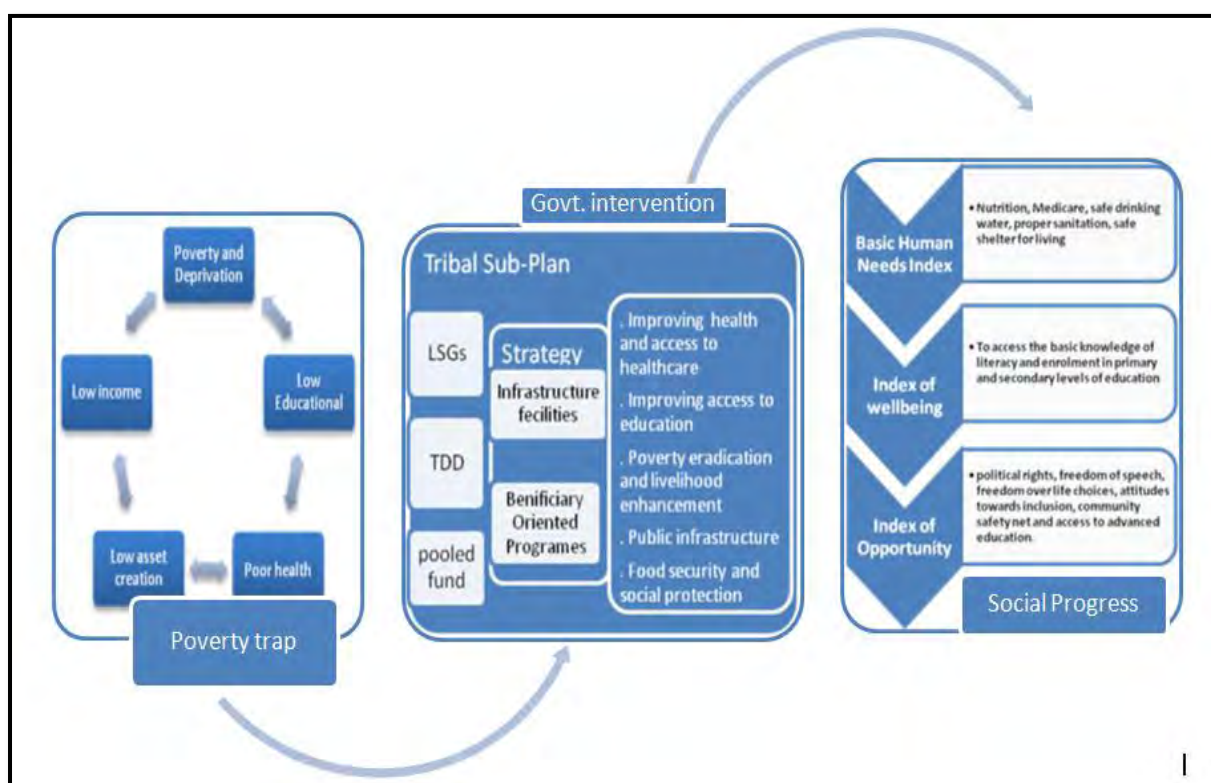 Poverty and
Deprivation
Low income
Low
Educational
Low asset
creation
Poor health
Poverty trap
Govt. intervention
Tribal Sub-Plan
LSGs
TDD
pooled
fund
Strategy
Infrastructure
fecilities
Benificiary
Oriented
Programes
. Improving health
and access to
healthcare
. Improving access to
education
. Poverty eradication
and livelihood
enhancement
. Public infrastructure
. Food security and
social protection
Basic Human
Needs Index
• Nutrition, Medicare, safe drinking
water, proper sanitation, safe
shelter for living
Index of
wellbeing
• To access the basic knowledge of
literacy and enrolment in primary
and secondary levels of education
Index of
Opportunity
• political rights, freedom of speech,
freedom over life choices, attitudes
towards inclusion, community
safety net and access to advanced
education.
Social Progress
l